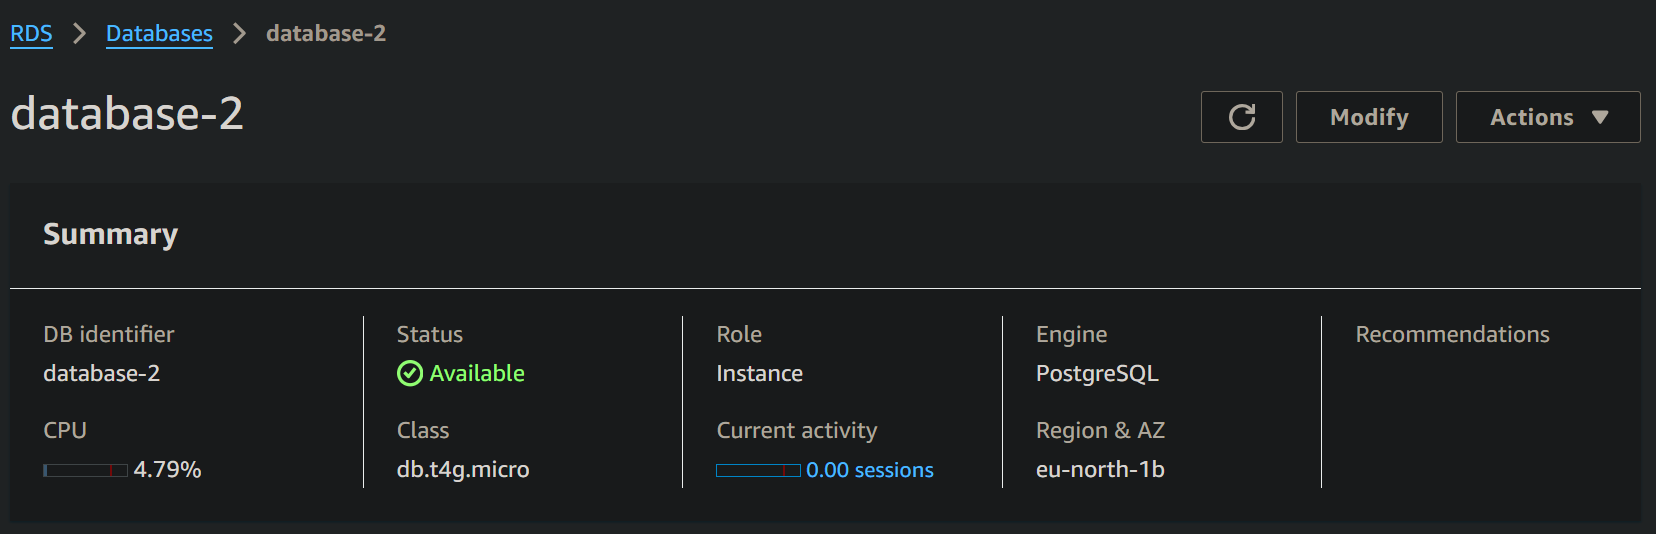 RDS > Databases > database-2
database-2
Modify
Actions
Summary
DB identifier
database-2
Status
Available
Role
Instance
Engine
PostgreSQL
Recommendations
CPU
4.79%
Class
db.t4g.micro
Current activity
0.00 sessions
Region & AZ
eu-north-1b